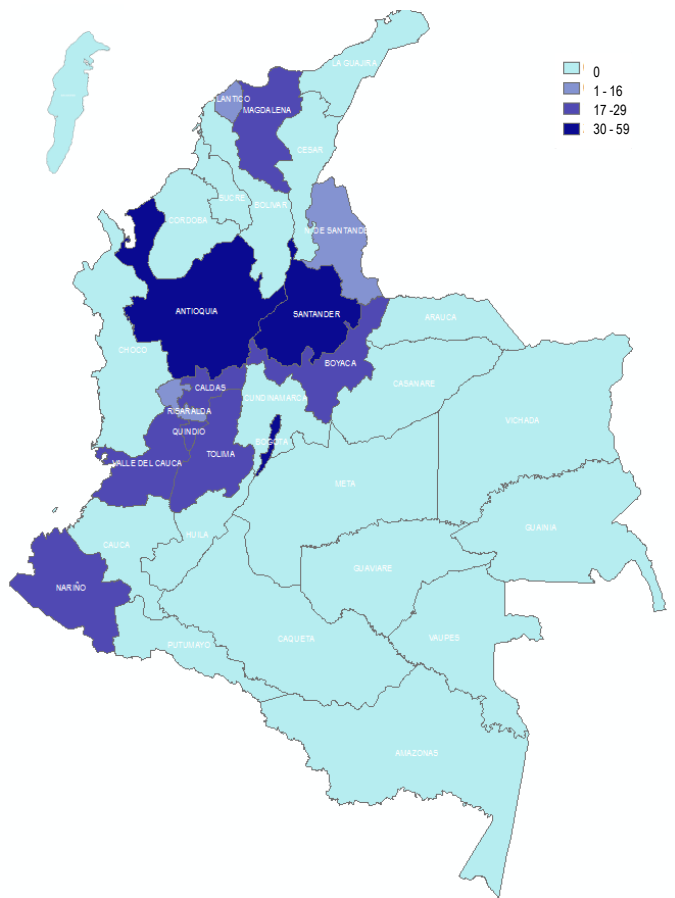 0
1 - 16
17 -29
30 - 59
LA GUAJIRA
LANTICO
MAGDALENA
CESAR
SUCRE
BOLIVAR
CORDOBA
DE SANTANDE
ANTIOQUIA
SANTANDER
ARAUCA
CHOCO
BOYACA
CALDAS
CASANARE
CUNDINAMARCA
RISARALDA
VICHADA
QUINDIO
BOGOTA
TOLIMA
VALLE DEL CAUCA
META
GUAINIA
HUILA
CAUCA
GUAVIARE
NARIÑO
CAQUETA
VAUPES
PUTUMAYO
AMAZONAS